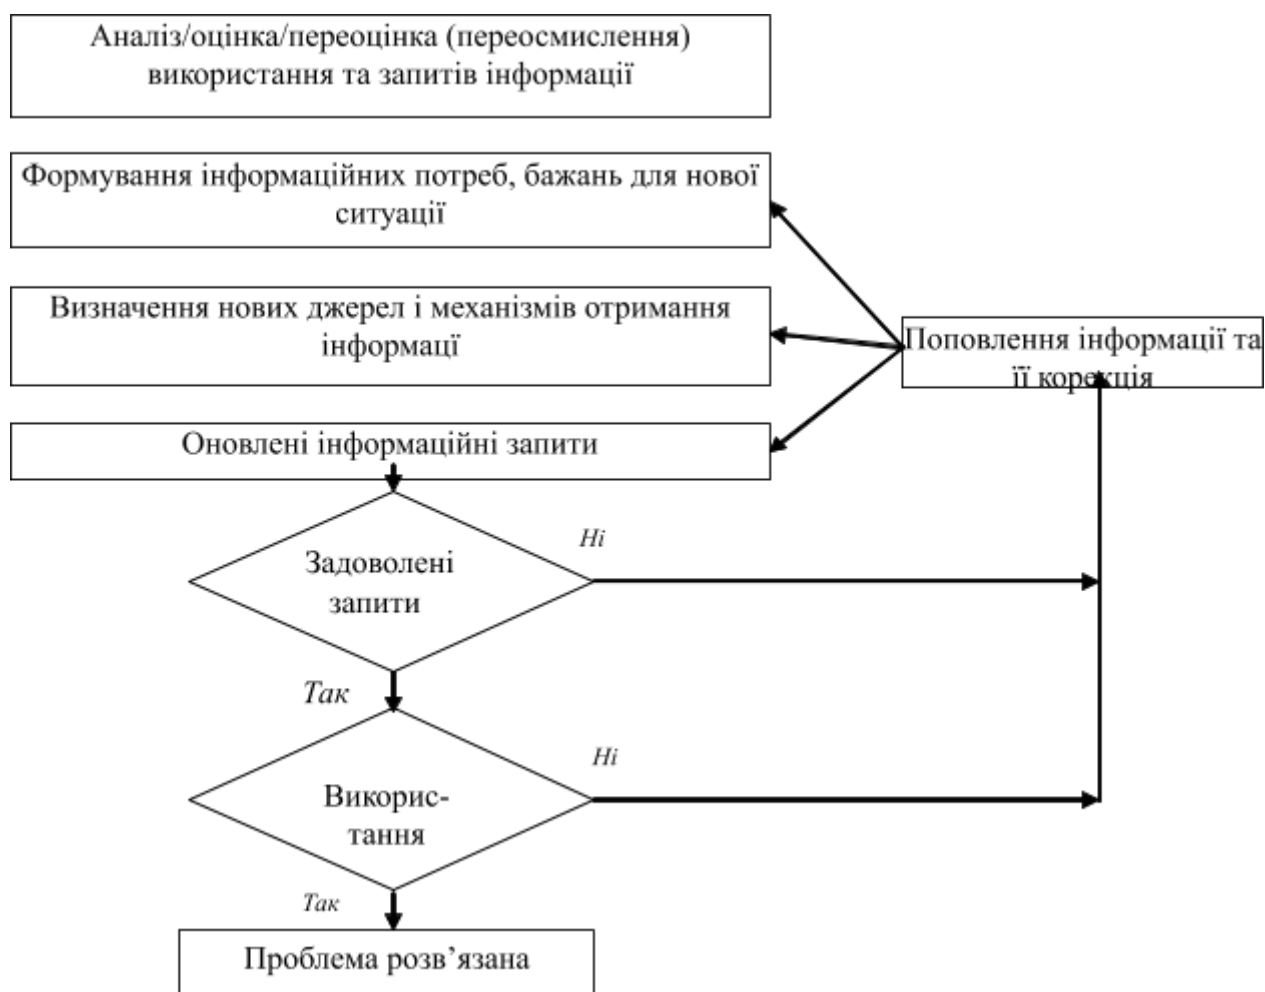 Аналіз/оцінка/переоцінка (переосмислення)
використання та запитів інформації
Формування інформаційних потреб, бажань для нової
ситуації
Визначення нових джерел і механізмів отримання
інформацї
Поповлення інформації та
її корекція
Оновлені інформаційні запити
Задоволені
запити
Ні
Так
Викорис-
тання
Ні
Так
Проблема розв’язана